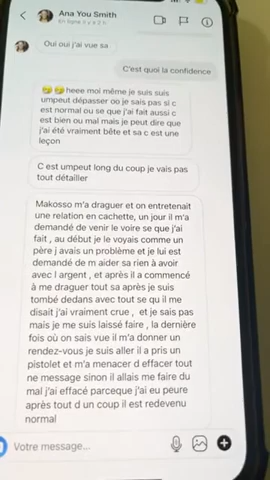 Ana You Smith
En ligne il y a 2 h
Oui oui j'ai vue sa
C'est quoi la confidence
🤔🤔heee moi même je suis suis
umpeut dépasser oo je sais pas si c
est normal ou se que j'ai fait aussi c
est bien ou mal mais je peut dire que
j'ai été vraiment bête et sa c est une
leçon
C est umpeut long du coup je vais pas
tout détailler
Makosso m'a draguer et on entretenait
une relation en cachette, un jour il m'a
demandé de venir le voire se que j'ai
fait , au début je le voyais comme un
père j avais un problème et je lui est
demandé de m aider sa rien à avoir
avec l argent , et après il a commencé
à me draguer tout sa après je suis
tombé dedans avec tout se qu il me
disait j'ai vraiment crue , et je sais pas
mais je me suis laissé faire , la dernière
fois où on sais vue il m'a donner un
rendez-vous je suis aller il a pris un
pistolet et m'a menacer d effacer tout
ne message sinon il allais me faire du
mal j'ai effacé parceque j'ai eu peure
après tout d un coup il est redevenu
normal
Votre message...